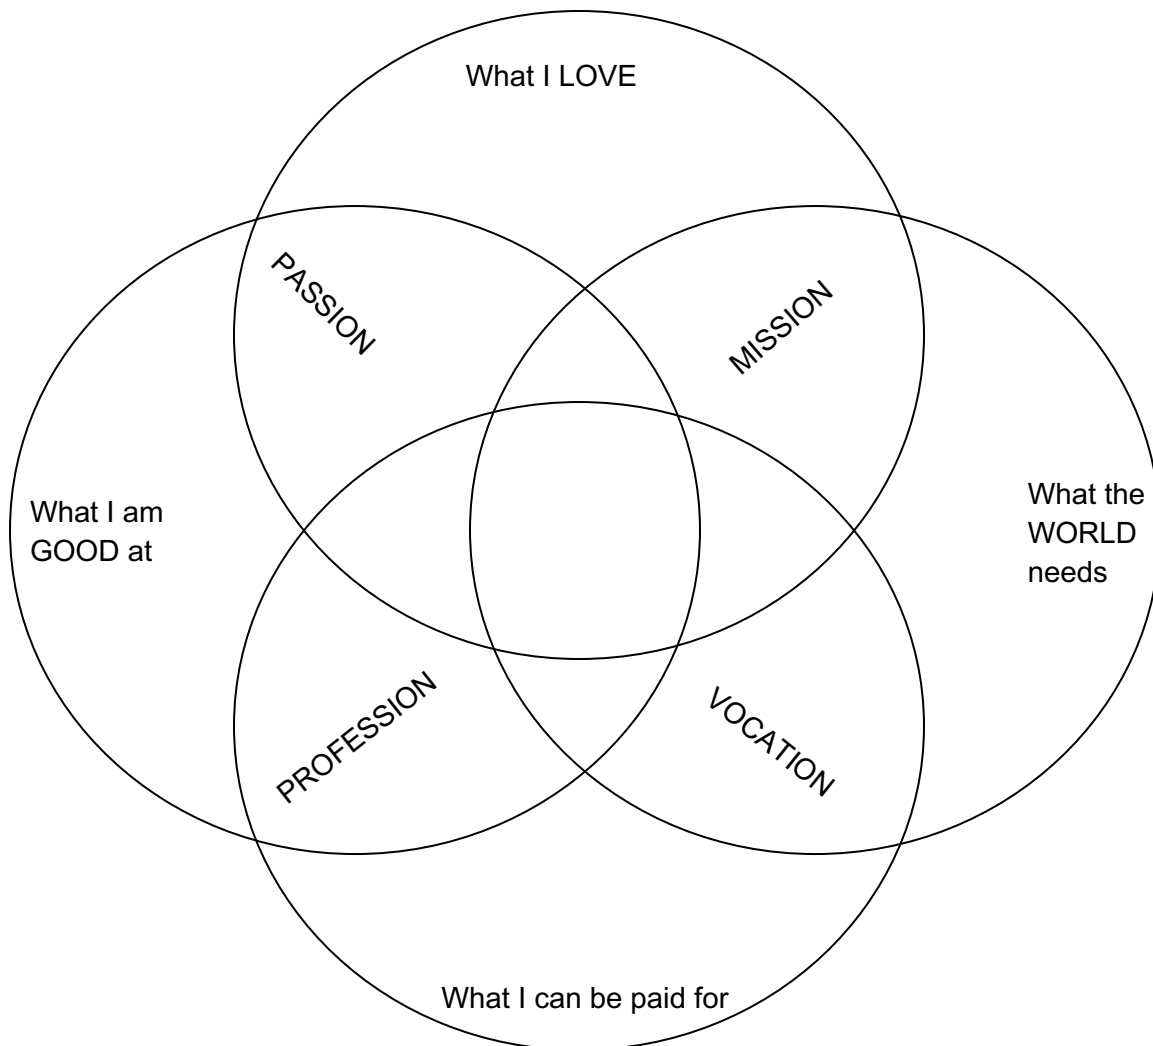 What I LOVE
PASSION
MISSION
What I am
GOOD at
What the
WORLD
needs
PROFESSION
VOCATION
What I can be paid for